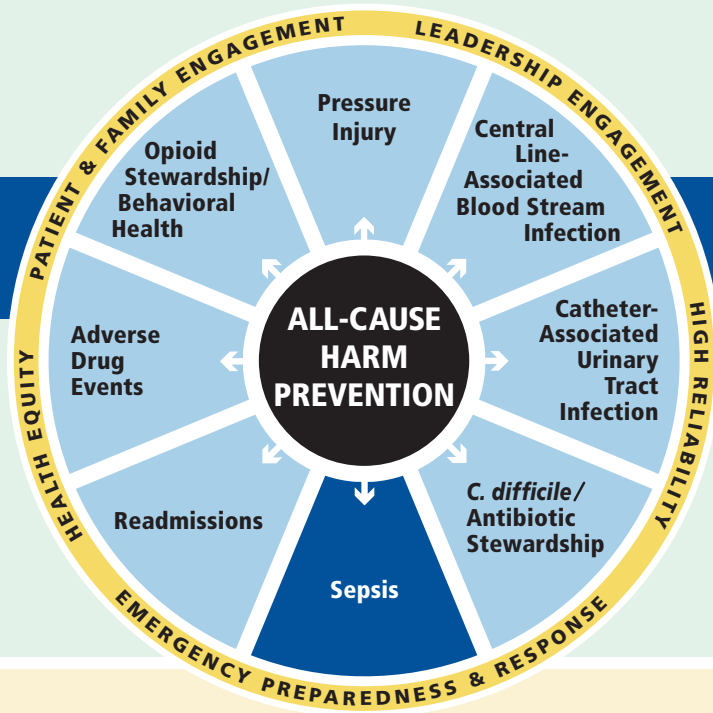 PATIENT & FAMILY ENGAGEMENT
LEADERSHIP ENGAGEMENT
HIGH RELIABILITY
EMERGENCY PREPAREDNESS & RESPONSE
HEALTH EQUITY
Pressure
Injury
Central
Line-
Associated
Blood Stream
Infection
Catheter-
Associated
Urinary
Tract
Infection
C. difficile/
Antibiotic
Stewardship
Sepsis
Readmissions
Adverse
Drug
Events
Opioid
Stewardship/
Behavioral
Health
ALL-CAUSE
HARM
PREVENTION